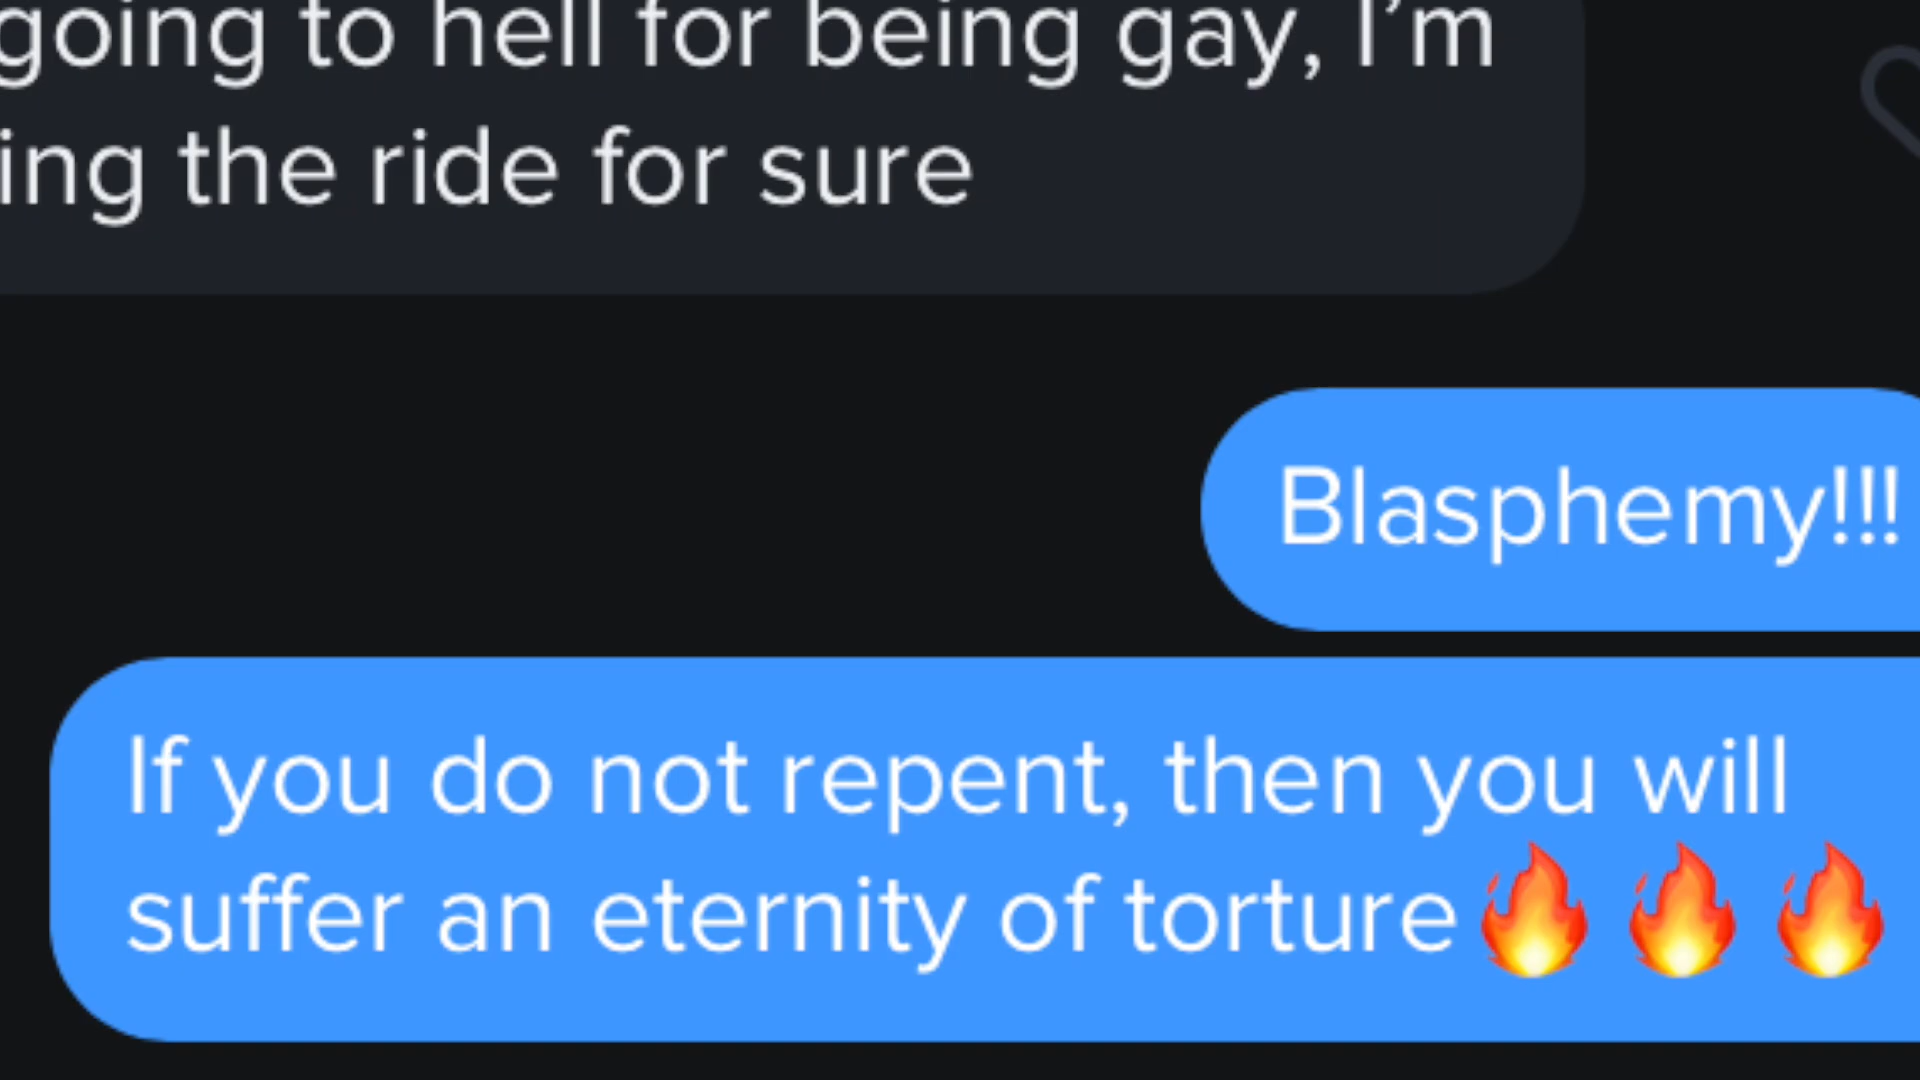 going to hell for being gay, I'm
ing the ride for sure
Blasphemy!!!
If you do not repent, then you will
suffer an eternity of torture🔥🔥🔥